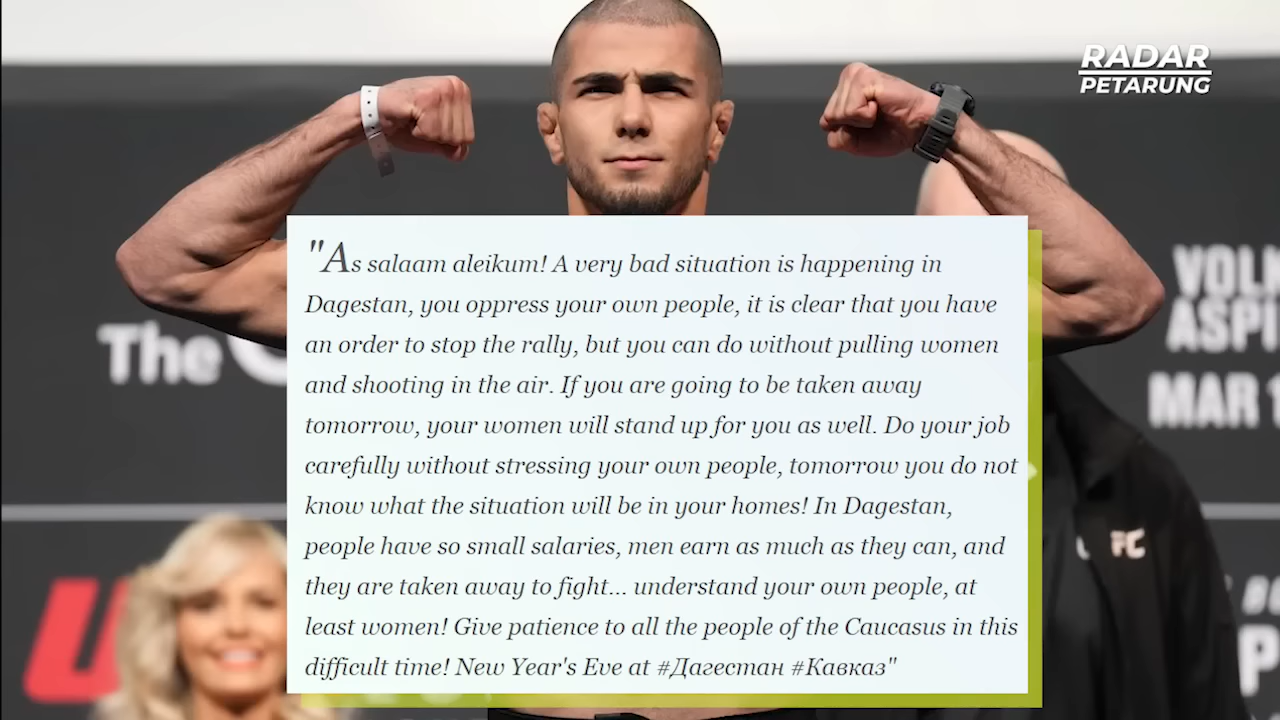 RADAR
PETARUNG
"As salaam aleikum! A very bad situation is happening in
Dagestan, you oppress your own people, it is clear that you have
an order to stop the rally, but you can do without pulling women
and shooting in the air. If you are going to be taken away
tomorrow, your women will stand up for you as well. Do your job
carefully without stressing your own people, tomorrow you do not
know what the situation will be in your homes! In Dagestan,
people have so small salaries, men earn as much as they can, and
they are taken away to fight... understand your own people, at
least women! Give patience to all the people of the Caucasus in this
difficult time! New Year's Eve at #Дагестан #Кавказ"
The
VOL
ASPI
MAR 1
FC
U